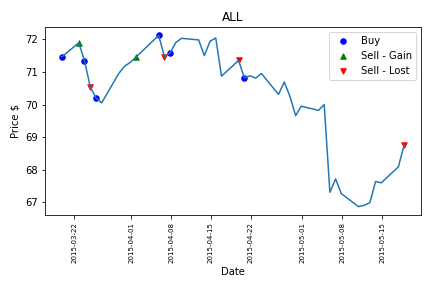 ALL
Buy
Sell - Gain
Sell - Lost
Price $
72
71
70
69
68
67
2015-03-22
2015-04-01
2015-04-08
2015-04-15
2015-04-22
2015-05-01
2015-05-08
2015-05-15
Date